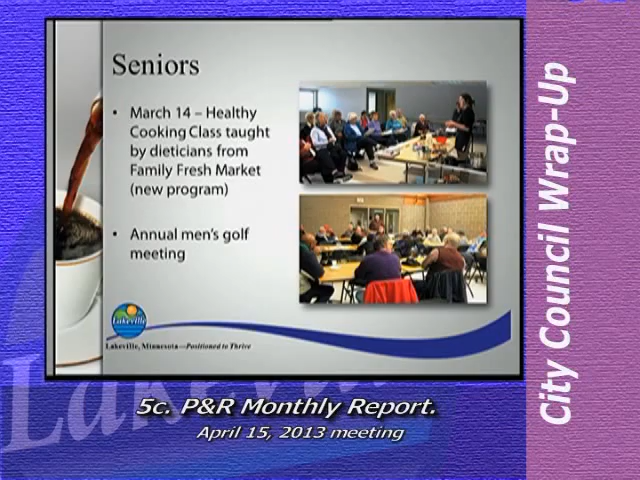 Seniors
• March 14 – Healthy
Cooking Class taught
by dieticians from
Family Fresh Market
(new program)
• Annual men's golf
meeting
Lakeville
Lakeville, Minnesota—Positioned to Thrive
City Council Wrap-Up
Lakeville
5c. P&R Monthly Report.
April 15, 2013 meeting